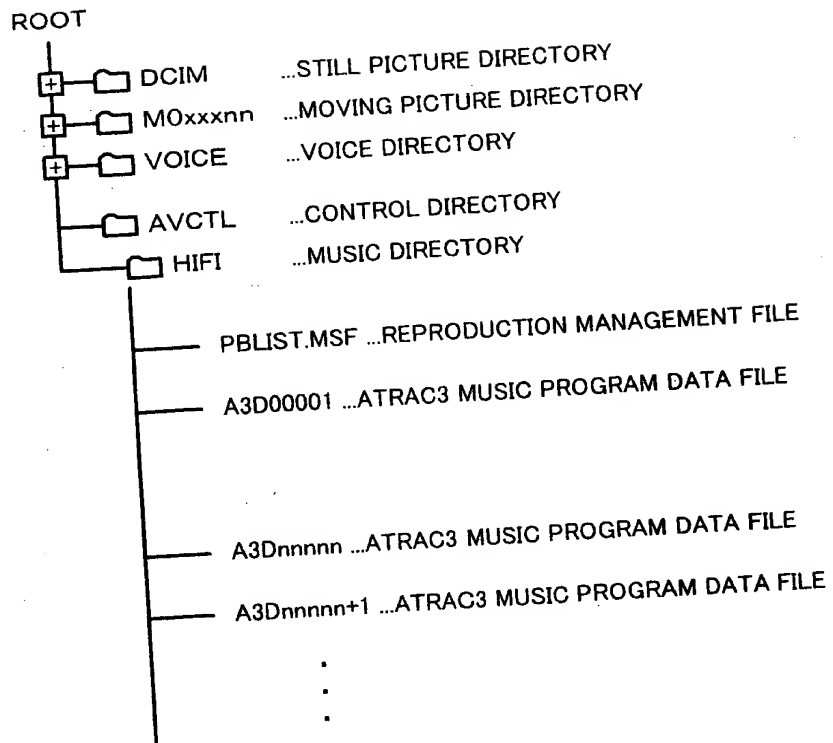 ROOT
DCIM ...STILL PICTURE DIRECTORY
M0xxxnn ...MOVING PICTURE DIRECTORY
VOICE ...VOICE DIRECTORY
AVCTL ...CONTROL DIRECTORY
HIFI ...MUSIC DIRECTORY
PBLIST.MSF ...REPRODUCTION MANAGEMENT FILE
A3D00001 ...ATRAC3 MUSIC PROGRAM DATA FILE
A3Dnnnnn ...ATRAC3 MUSIC PROGRAM DATA FILE
A3Dnnnnn+1 ...ATRAC3 MUSIC PROGRAM DATA FILE